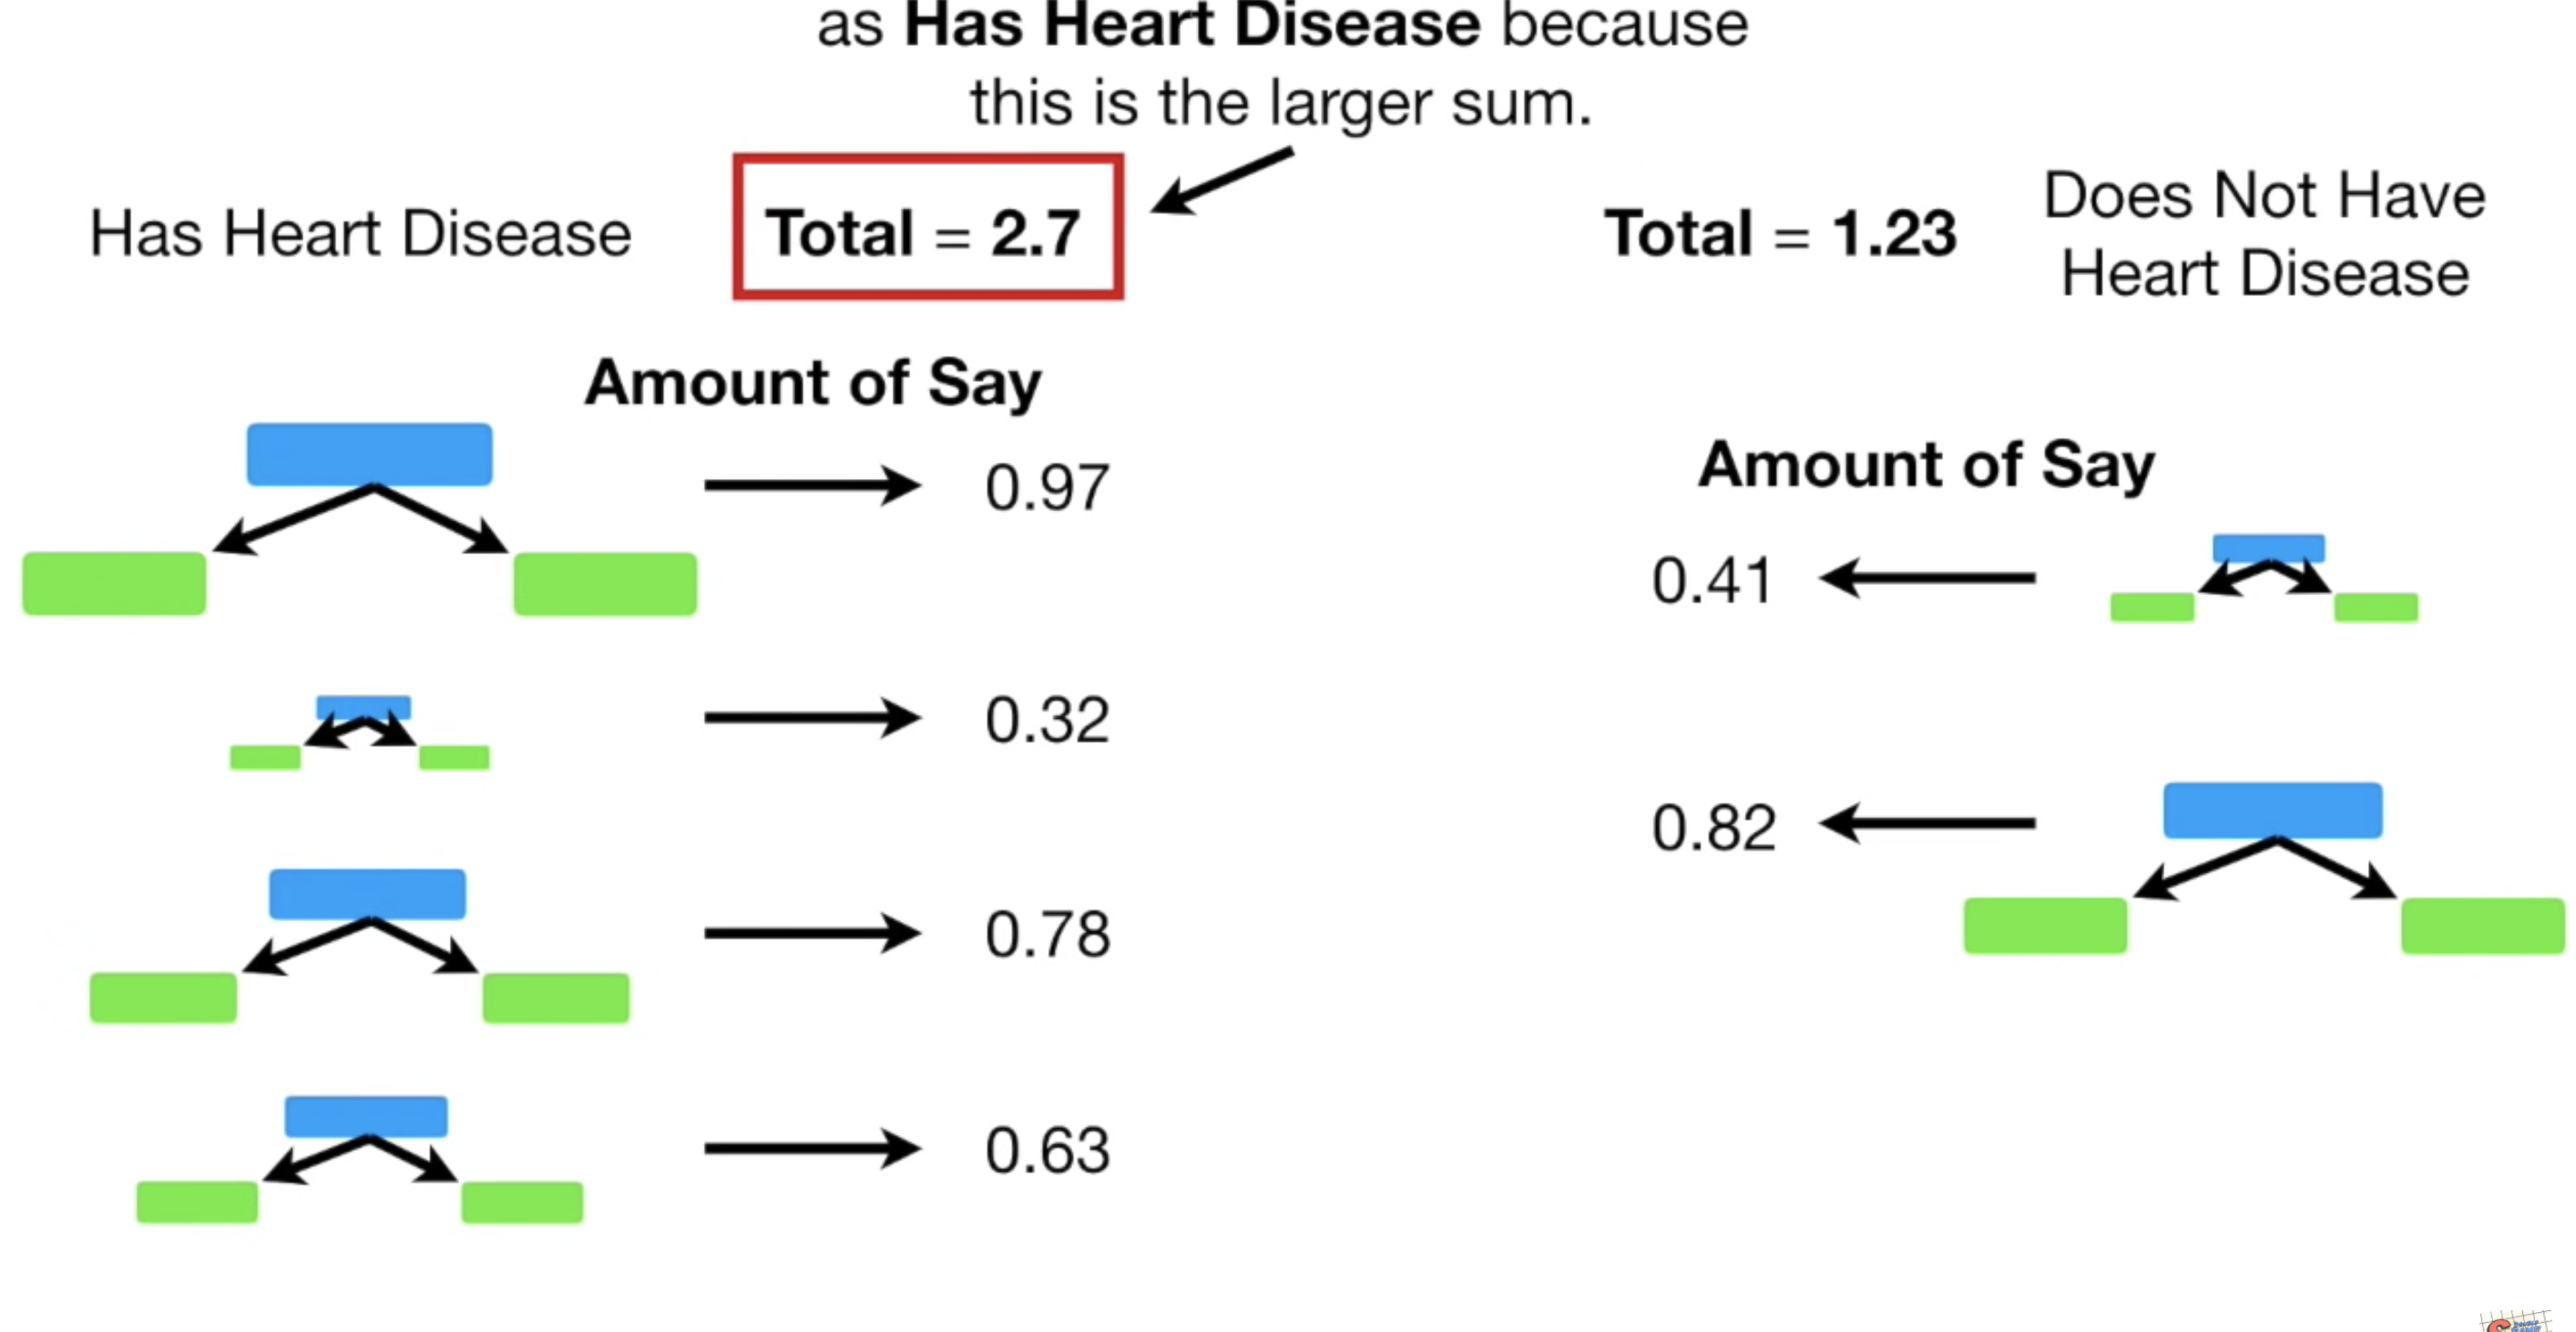 as Has Heart Disease because
this is the larger sum.
Has Heart Disease
Total = 2.7
Total = 1.23
Does Not Have
Heart Disease
Amount of Say
0.97
0.32
0.78
0.63
Amount of Say
0.41
0.82